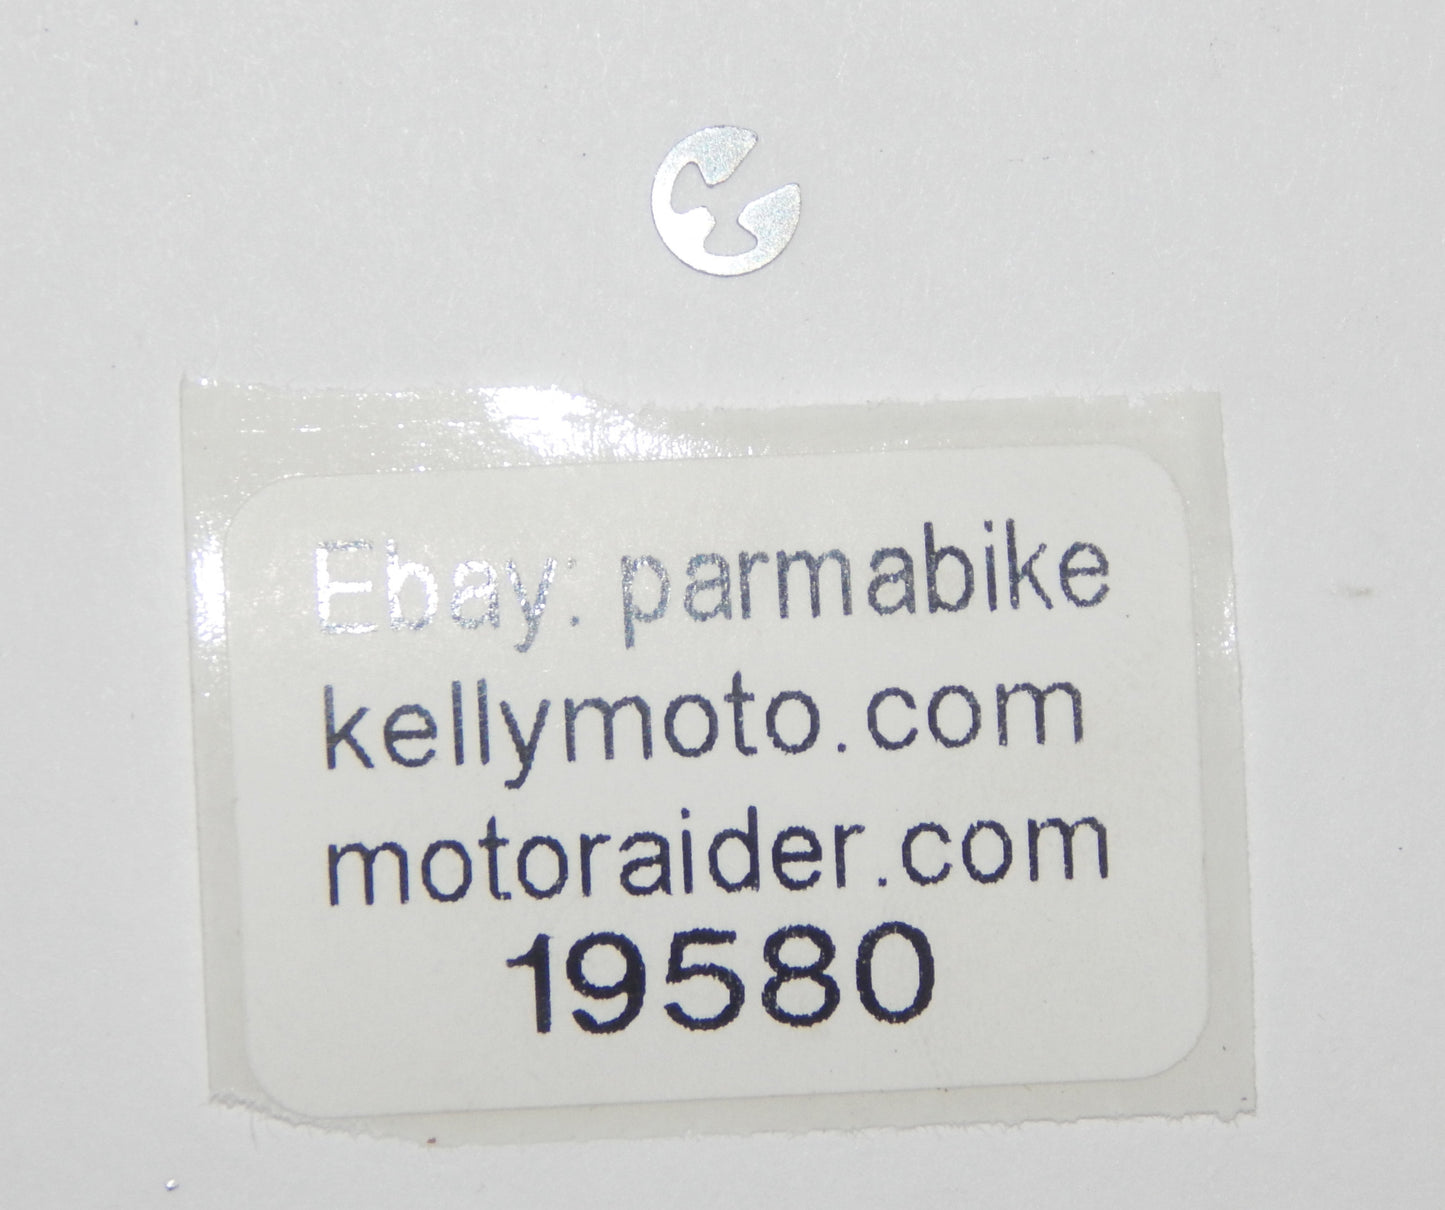 Ebay: parmabike
kellymoto.com
motoraider.com
19580